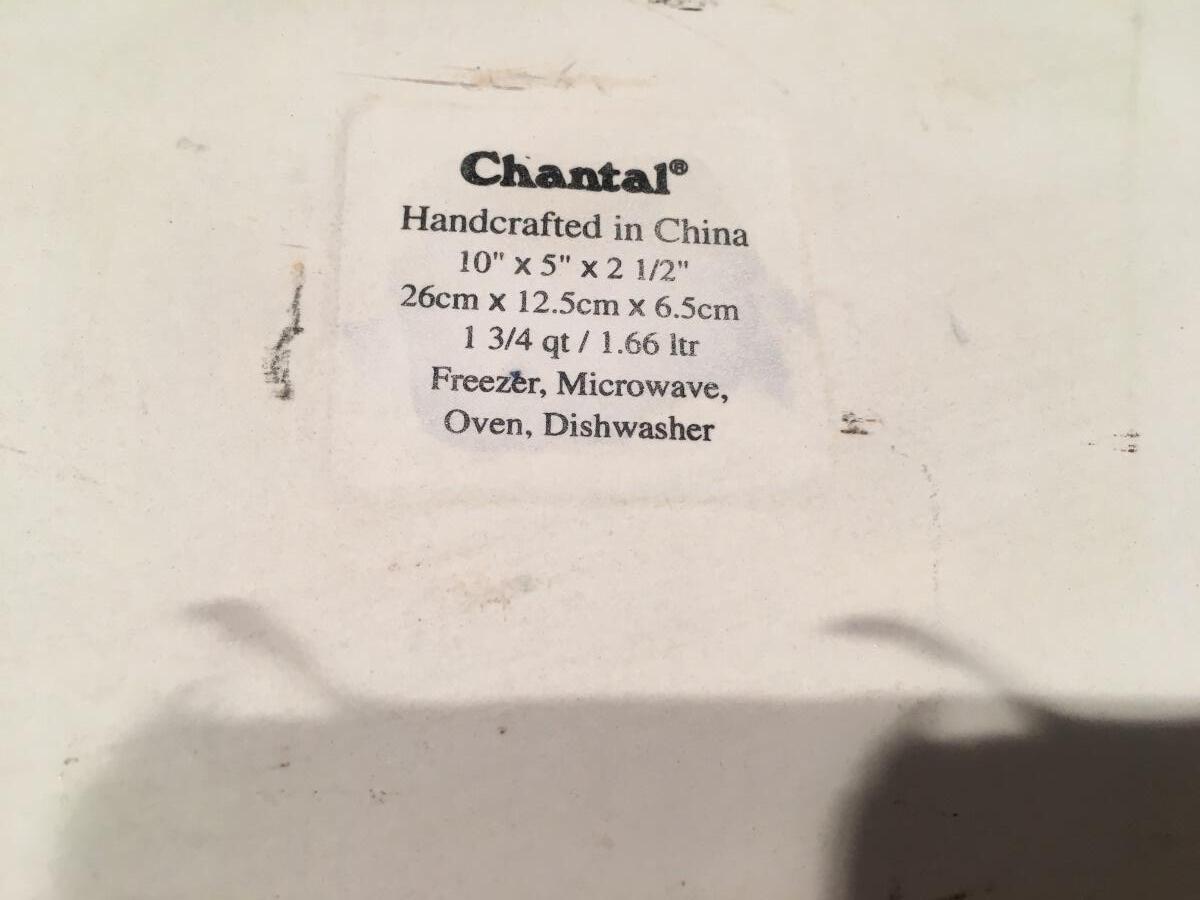 Chantal®
Handcrafted in China
10" x 5" x 2 1/2"
26cm x 12.5cm x 6.5cm
1 3/4 qt / 1.66 ltr
Freezer, Microwave,
Oven, Dishwasher